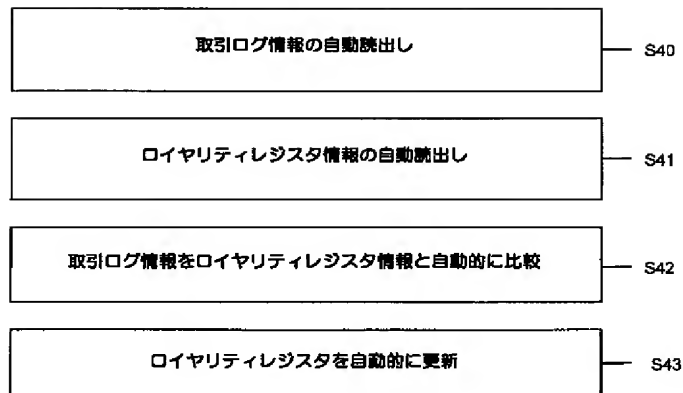 取引ログ情報の自動読出し
S40
ロイヤリティレジスタ情報の自動読出し
S41
取引ログ情報をロイヤリティレジスタ情報と自動的に比較
S42
ロイヤリティレジスタを自動的に更新
S43